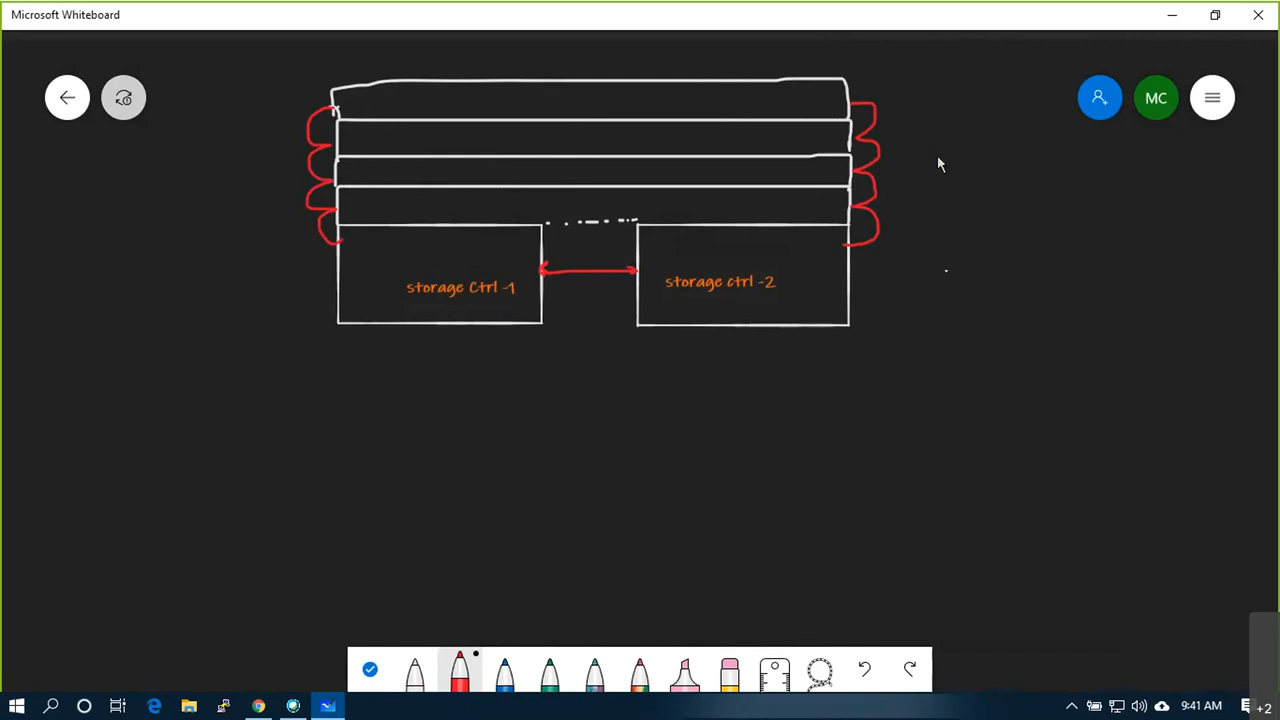 Microsoft Whiteboard
MC
storage Ctrl -1
storage ctrl -2
9:41 AM
+2